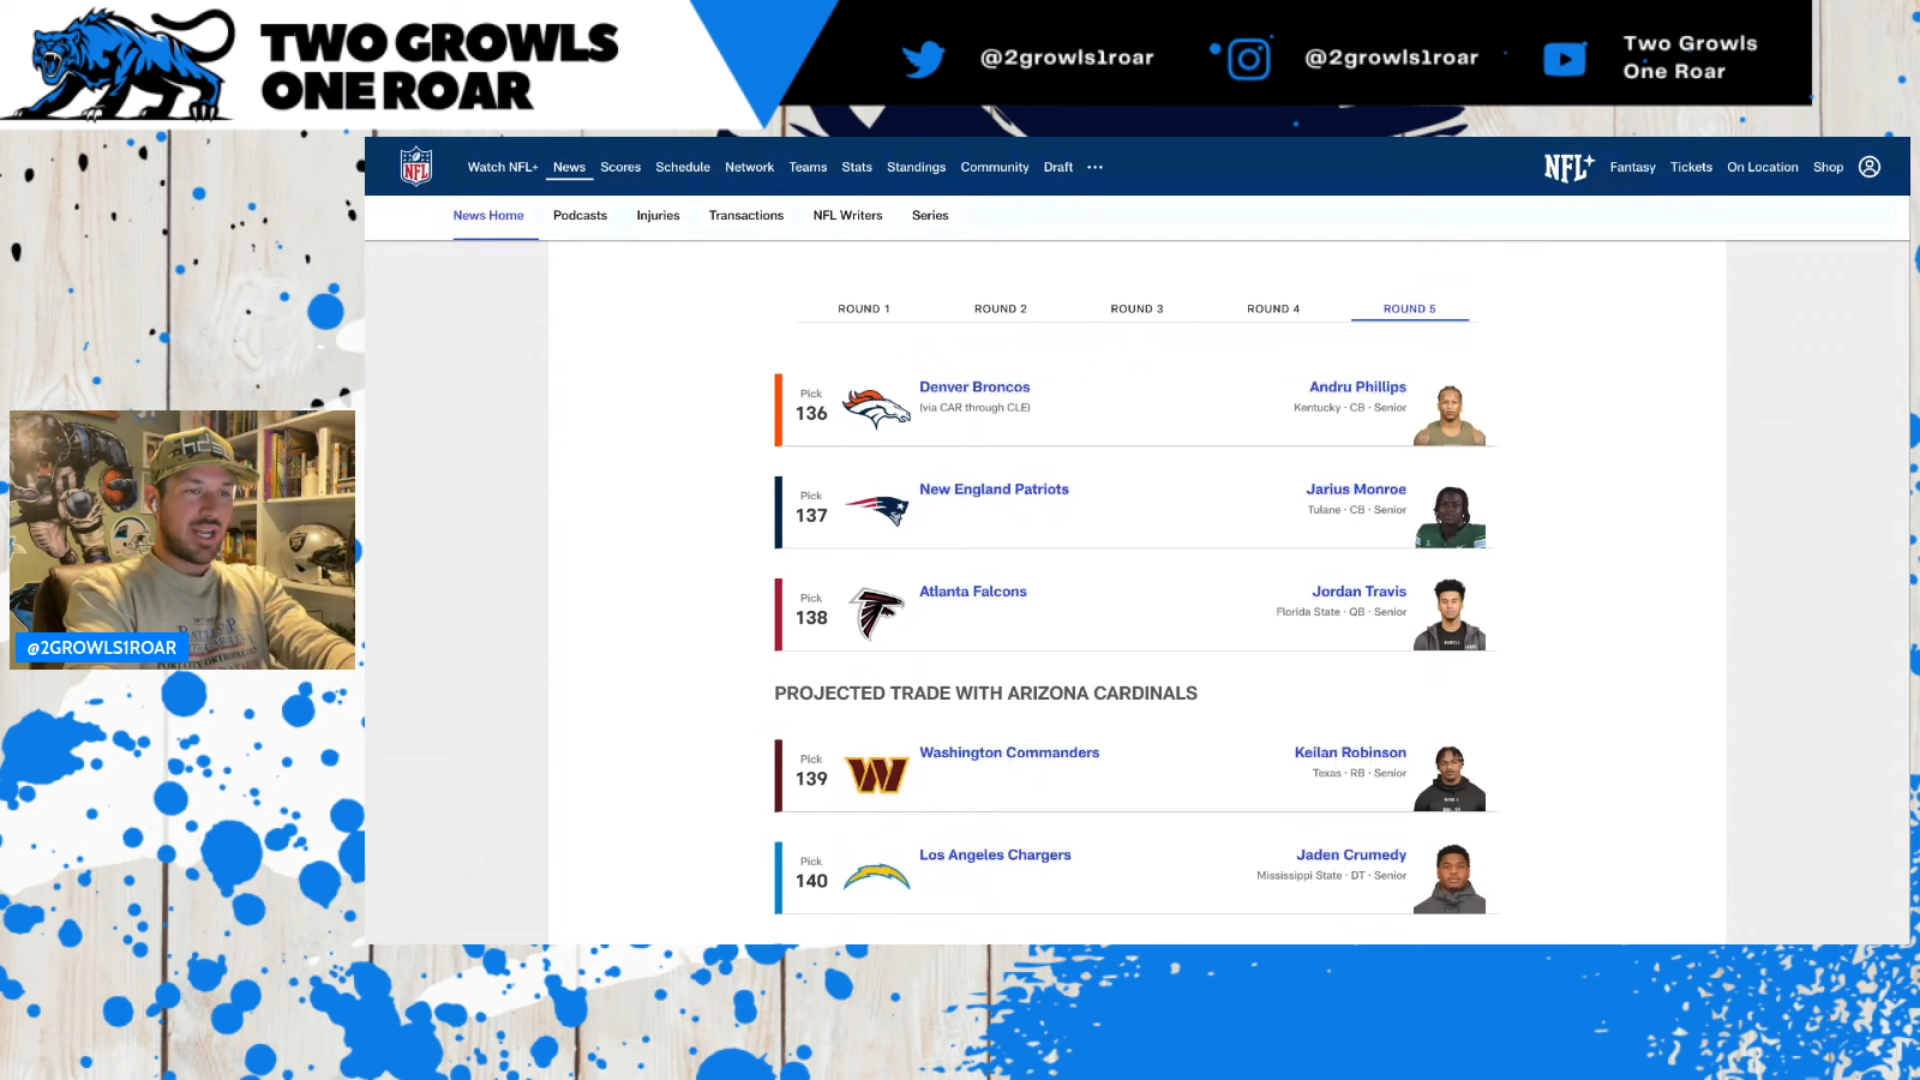 TWO GROWLS
ONE ROAR
@2growls1roar
@2growls1roar
Two Growls
One Roar
NFL
Watch NFL+ News Scores Schedule Network Teams Stats Standings Community Draft
NFL+ Fantasy Tickets On Location Shop
News Home Podcasts Injuries Transactions NFL Writers Series
ROUND 1 ROUND 2 ROUND 3 ROUND 4 ROUND 5
Pick
136
Denver Broncos
(via CAR through CLE)
Andru Phillips
Kentucky · CB · Senior
Pick
137
New England Patriots
Jarius Monroe
Tulane · CB · Senior
Pick
138
Atlanta Falcons
Jordan Travis
Florida State · QB · Senior
PROJECTED TRADE WITH ARIZONA CARDINALS
Pick
139
Washington Commanders
Keilan Robinson
Texas · RB · Senior
Pick
140
Los Angeles Chargers
Jaden Crumedy
Mississippi State · DT · Senior
@2GROWLS1ROAR